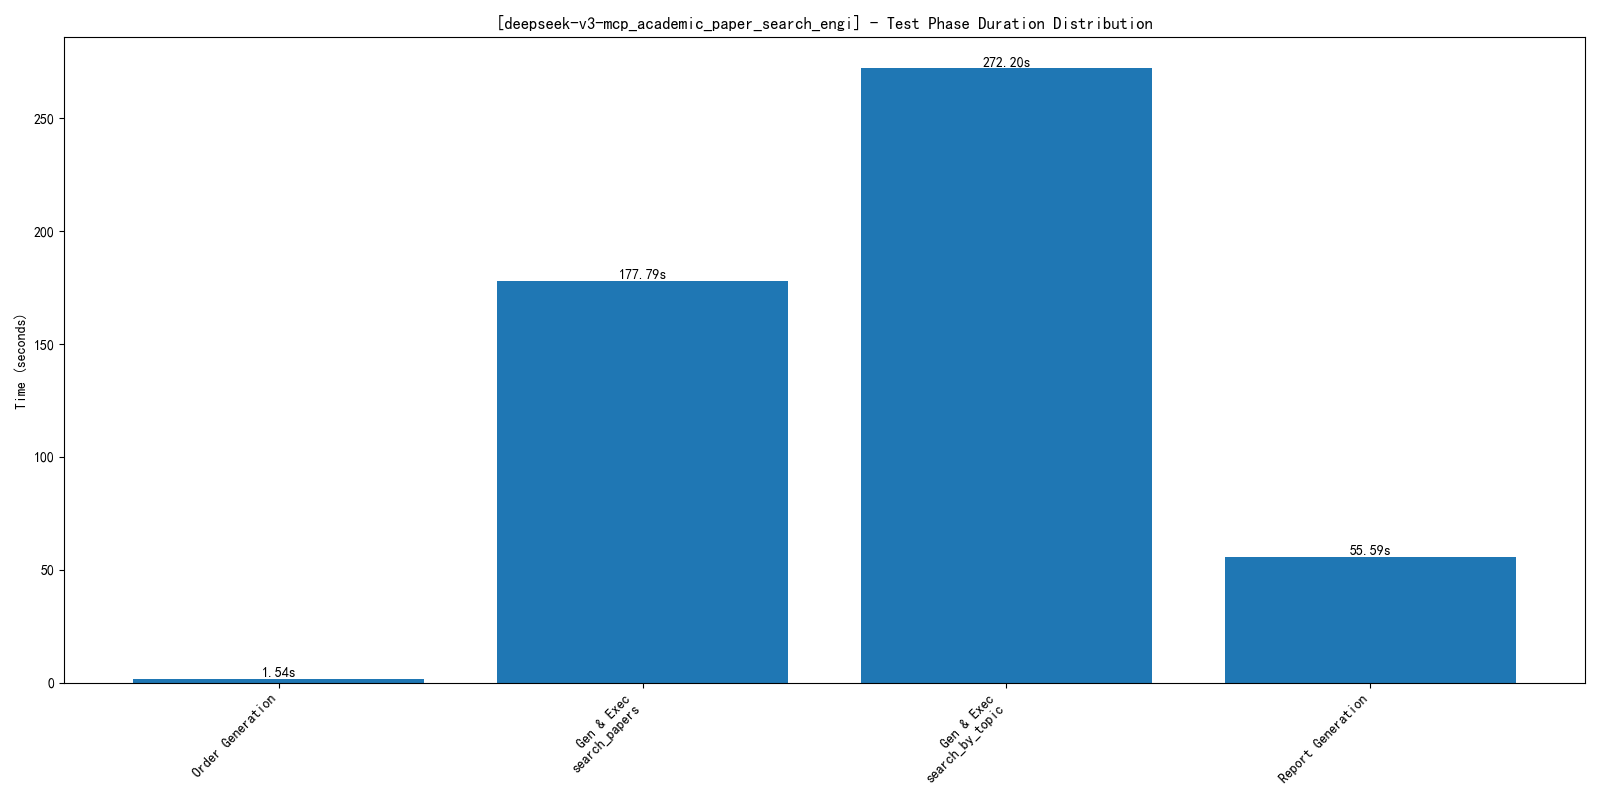 [deepseek-v3-mcp_academic_paper_search_engi] - Test Phase Duration Distribution
Time (seconds)
250
200
150
100
50
0
1.54s
177.79s
272.20s
55.59s
Order Generation
Gen & Exec
search_papers
Gen & Exec
search_by_topic
Report Generation